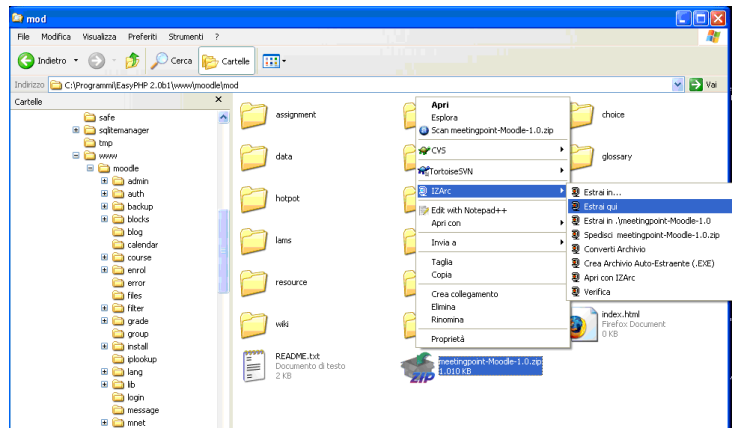 mod
File Modifica Visualizza Preferiti Strumenti ?
Indietro Cerca Cartelle
Indirizzo C:\Programmi\EasyPHP 2.0b1\www\moodle\mod Vai
Cartelle
safe
sqlitemanager
tmp
www
moodle
admin
auth
backup
blocks
blog
calendar
course
enrol
error
files
filter
grade
group
install
iplookup
lang
lib
login
message
mnet
assignment
choice
data
glossary
hotpot
lams
resource
wiki
index.html
Firefox Document
0 KB
README.txt
Documento di testo
2 KB
meetingpoint-Moodle-1.0.zip
1.010 KB
ZIP
Apri
Esplora
Scan meetingpoint-Moodle-1.0.zip
CVS
TortoiseSVN
IZArc
Edit with Notepad++
Apri con
Invia a
Taglia
Copia
Crea collegamento
Elimina
Rinomina
Proprietà
Estrai in...
Estrai qui
Estrai in .\meetingpoint-Moodle-1.0
Spedisci meetingpoint-Moodle-1.0.zip
Converti Archivio
Crea Archivio Auto-Estraente (.EXE)
Apri con IZArc
Verifica